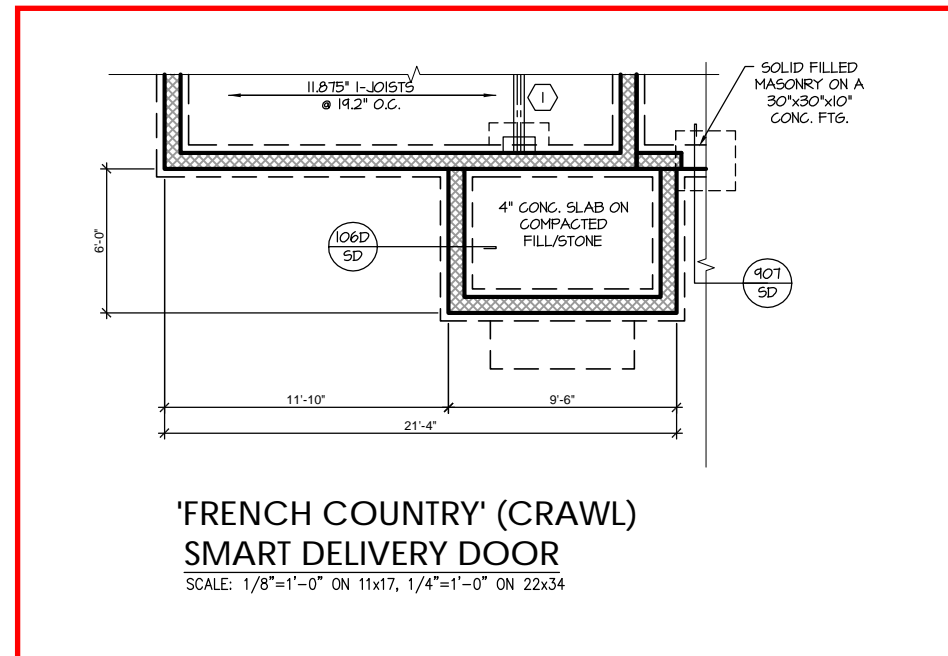 11.875" I-JOISTS
@ 19.2" O.C.
1
SOLID FILLED
MASONRY ON A
30"x30"x10"
CONC. FTG.
4" CONC. SLAB ON
COMPACTED
FILL/STONE
6'-0"
106D
SD
907
SD
11'-10"
9'-6"
21'-4"
'FRENCH COUNTRY' (CRAWL)
SMART DELIVERY DOOR
SCALE: 1/8"=1'-0" ON 11x17, 1/4"=1'-0" ON 22x34